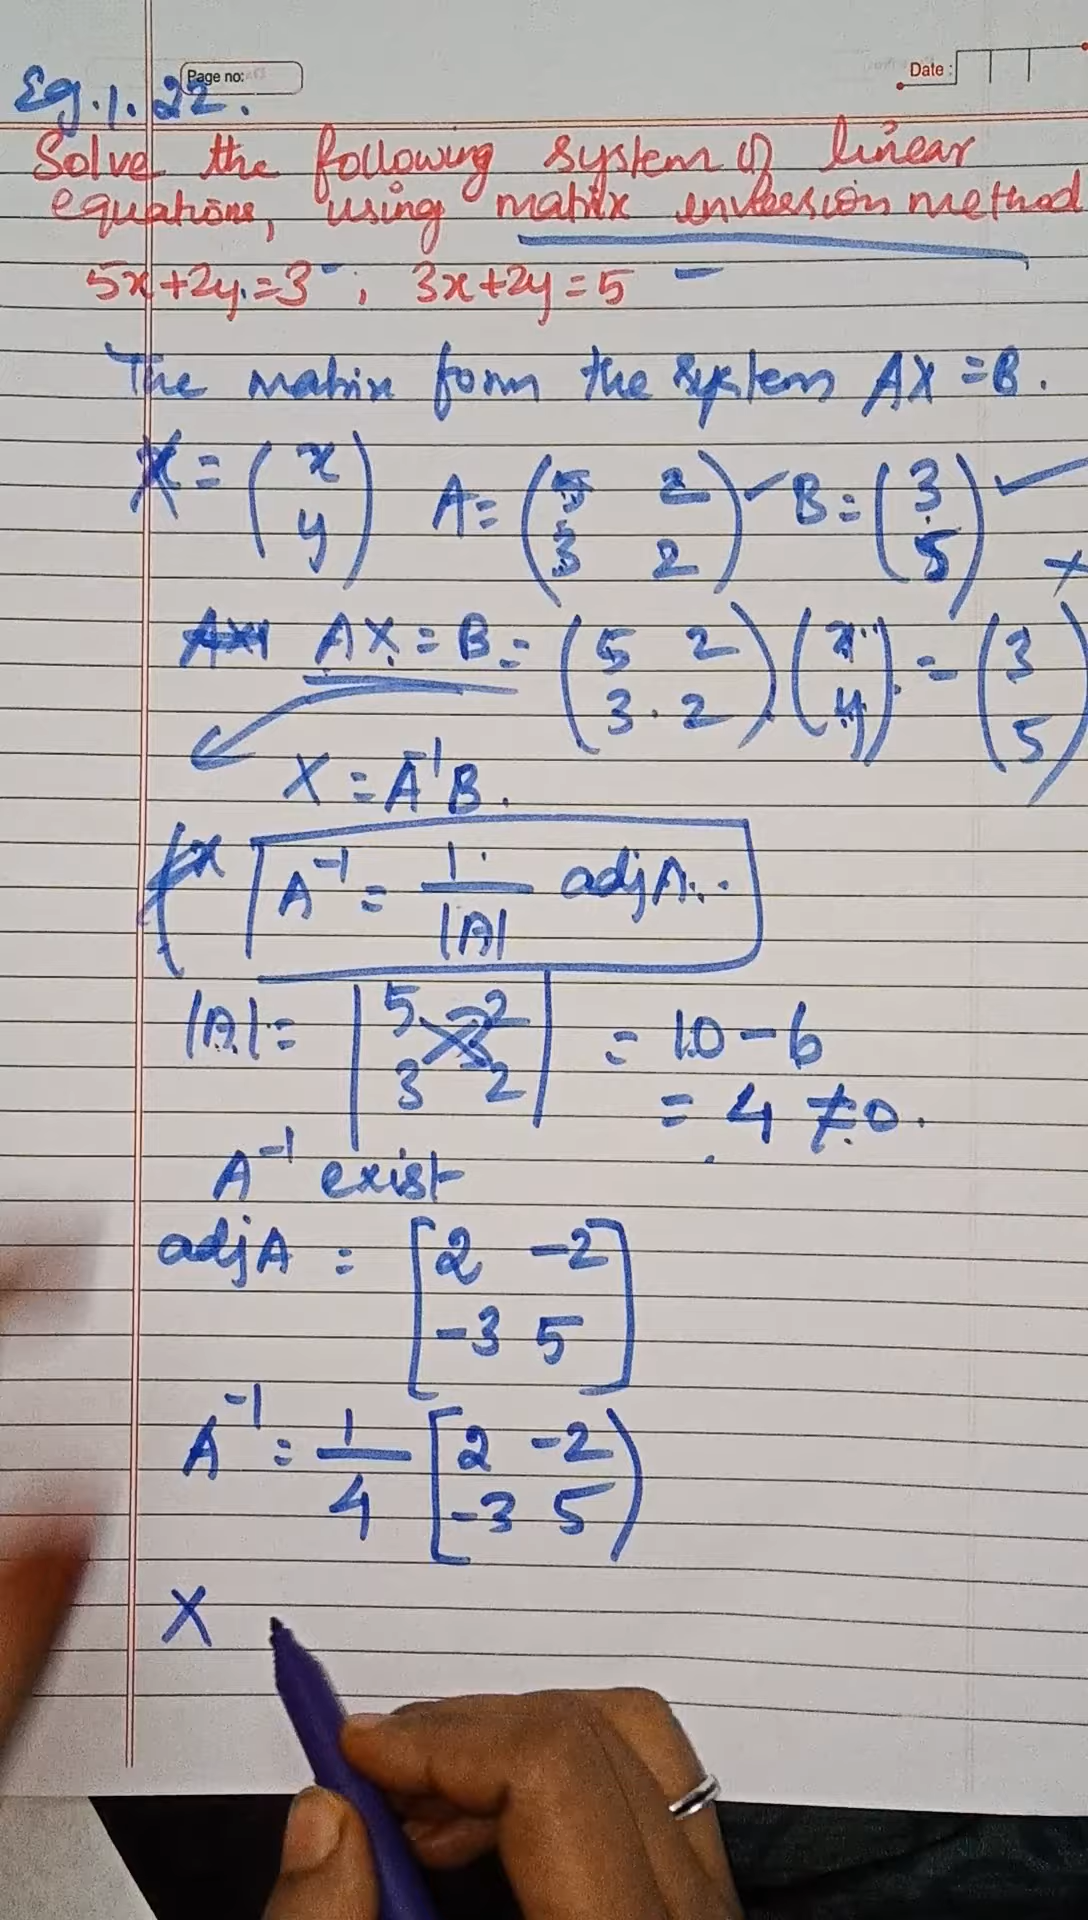 Page no:
Date :
Eg.1.22.
Solve the following system of linear
equations, using matrix inversion method
5x+2y=3 ; 3x+2y=5
The matrix form the system AX=B.
X = (x y) A = (5 2 3 2) B = (3 5)
AX = B = (5 2 3 2) (x y) = (3 5)
X = A⁻¹B.
A⁻¹ = 1/|A| adjA.
|A| = |5 2 3 2| = 10-6
= 4 ≠0.
A⁻¹ exist
adjA = [2 -2 -3 5]
A⁻¹ = 1/4 [2 -2 -3 5)
X